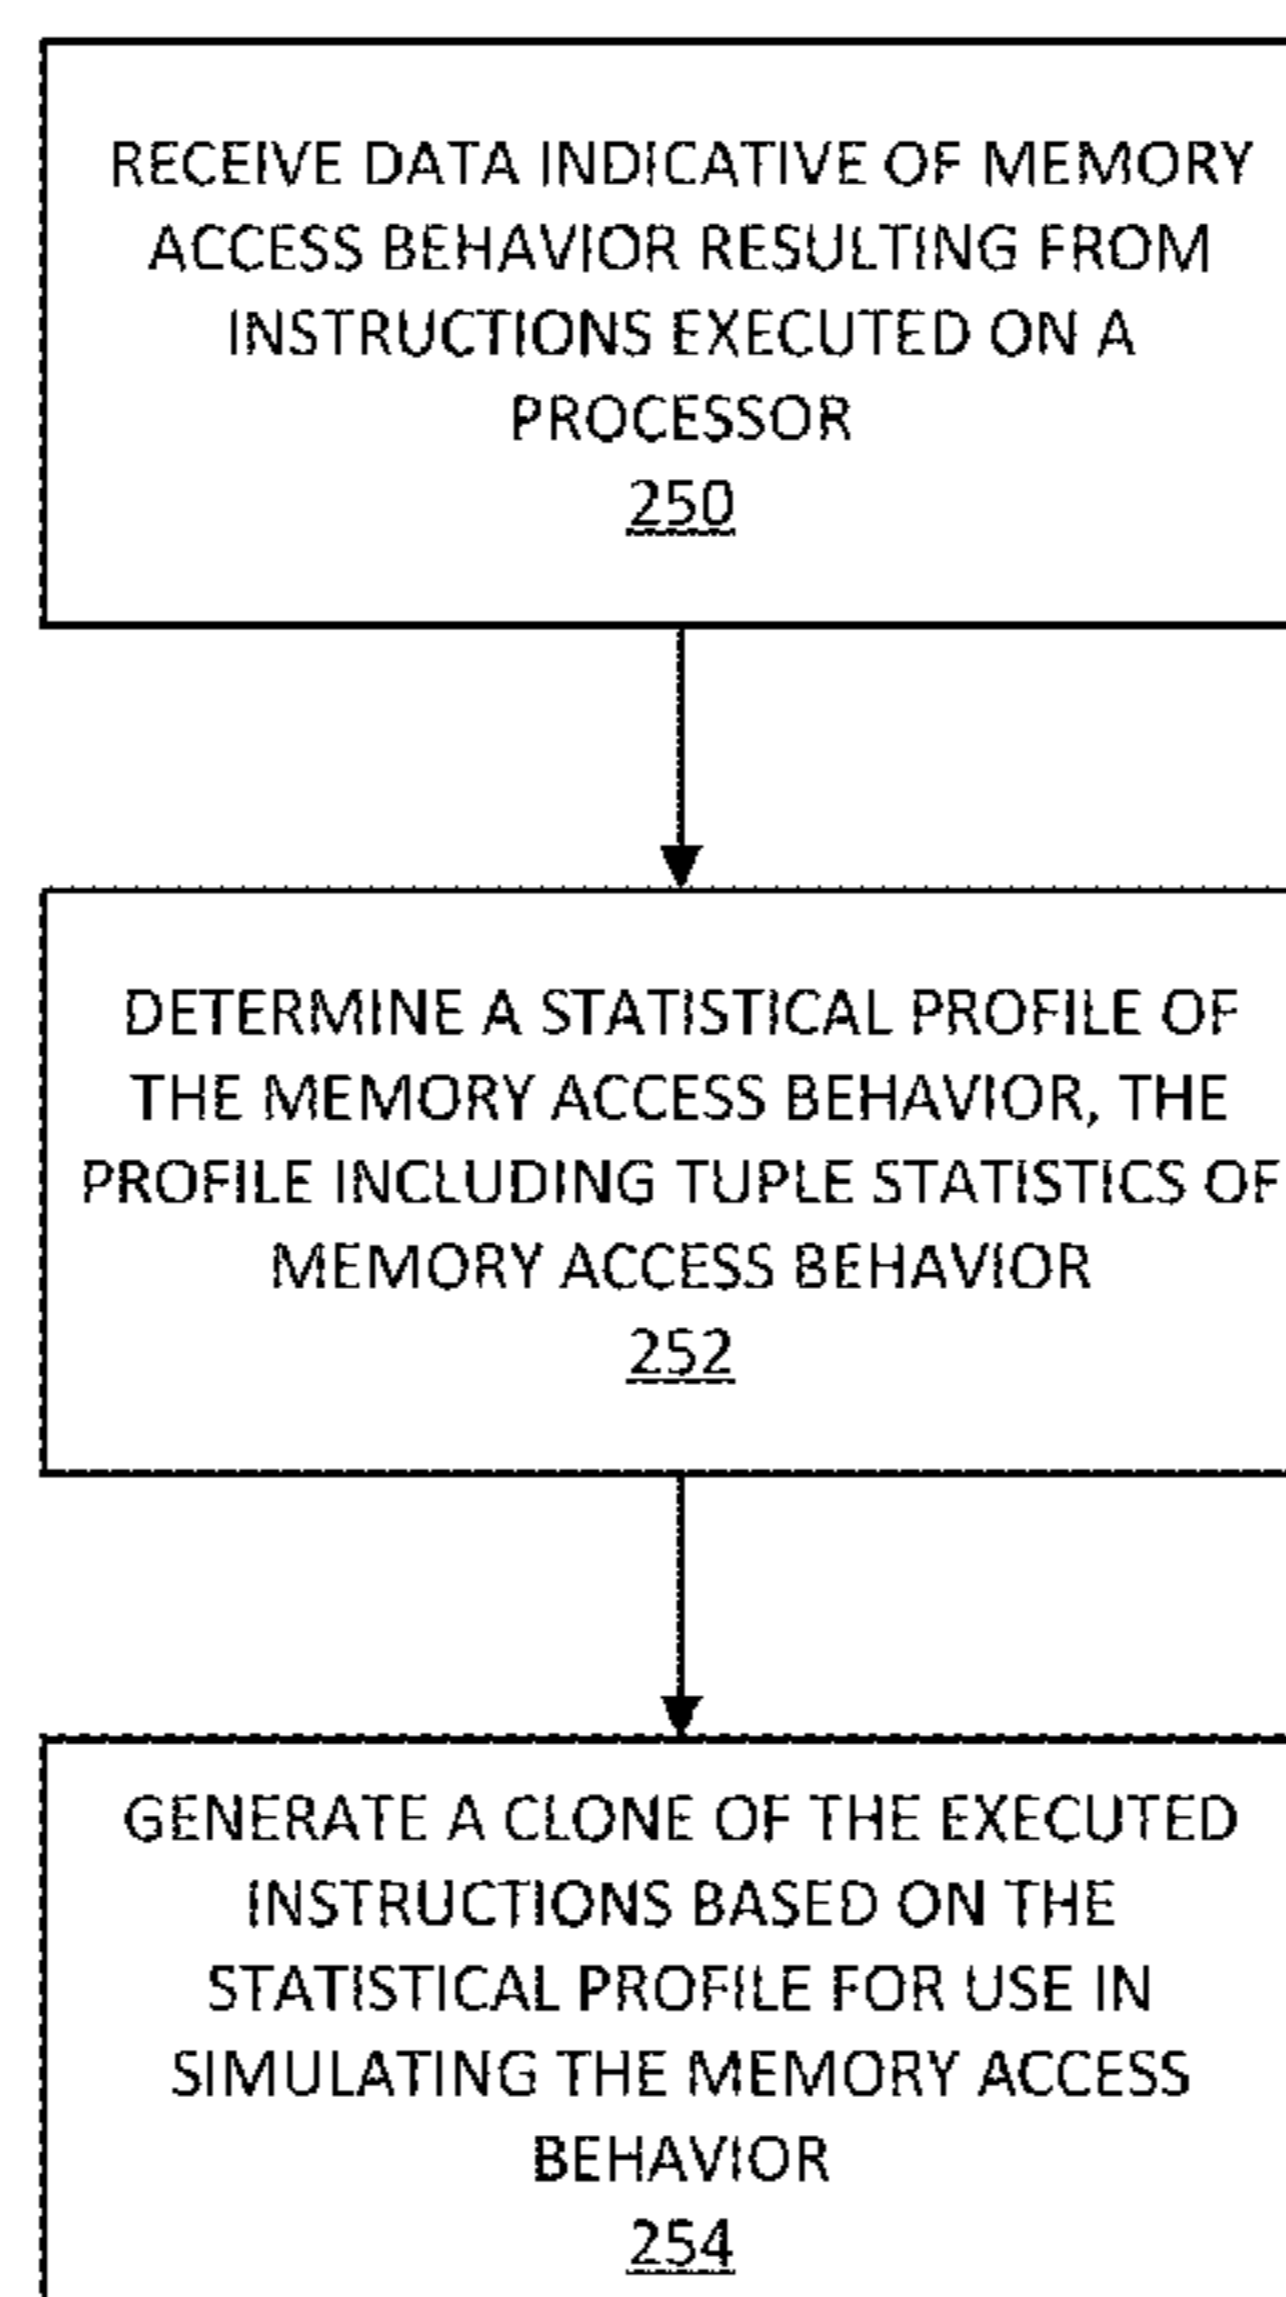 RECEIVE DATA INDICATIVE OF MEMORY
ACCESS BEHAVIOR RESULTING FROM
INSTRUCTIONS EXECUTED ON A
PROCESSOR
250
DETERMINE A STATISTICAL PROFILE OF
THE MEMORY ACCESS BEHAVIOR, THE
PROFILE INCLUDING TUPLE STATISTICS OF
MEMORY ACCESS BEHAVIOR
252
GENERATE A CLONE OF THE EXECUTED
INSTRUCTIONS BASED ON THE
STATISTICAL PROFILE FOR USE IN
SIMULATING THE MEMORY ACCESS
BEHAVIOR
254